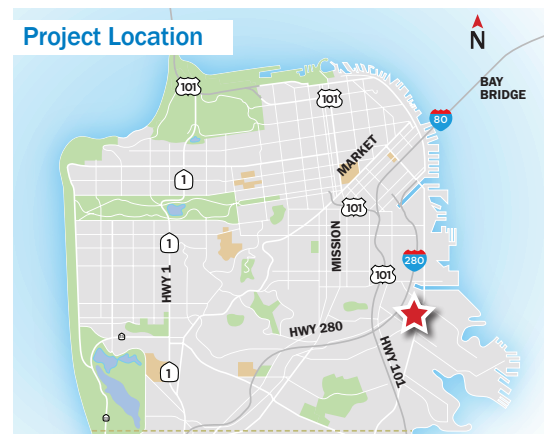 Project Location
N
BAY
BRIDGE
101
101
80
MARKET
1
101
MISSION
1
HWY 1
280
101
HWY 280
HWY 101
1